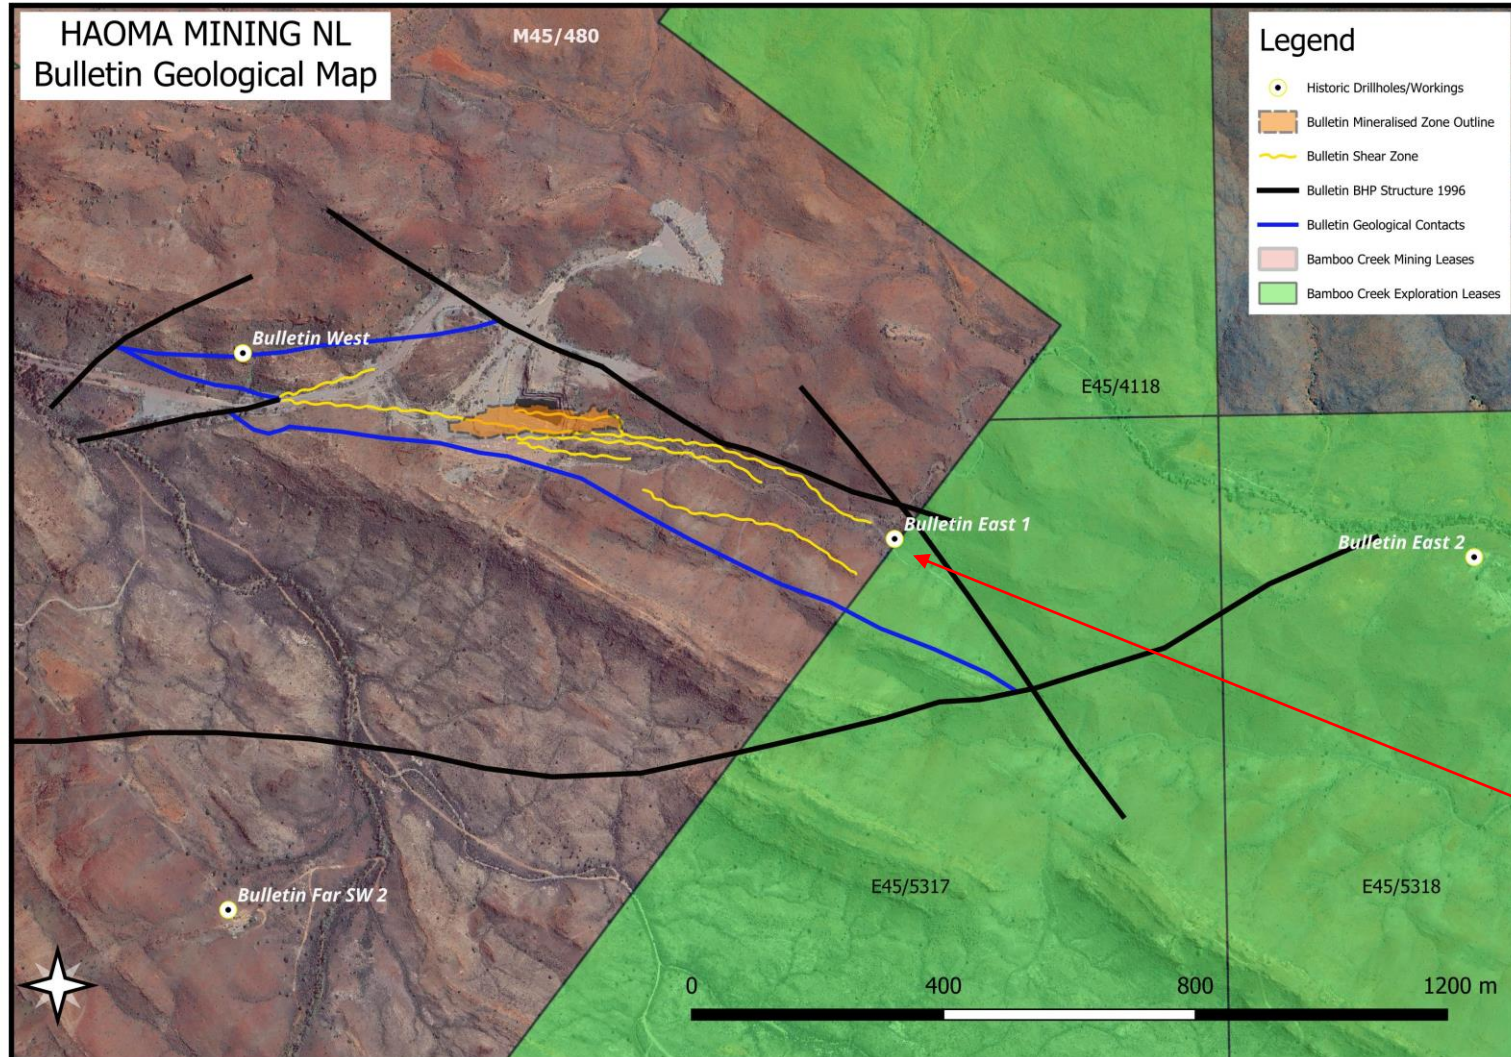 HAOMA MINING NL
Bulletin Geological Map
M45/480
Legend
Historic Drillholes/Workings
Bulletin Mineralised Zone Outline
Bulletin Shear Zone
Bulletin BHP Structure 1996
Bulletin Geological Contacts
Bamboo Creek Mining Leases
Bamboo Creek Exploration Leases
Bulletin West
E45/4118
Bulletin East 1
Bulletin East 2
E45/5317
E45/5318
Bulletin Far SW 2
0 400 800 1200 m